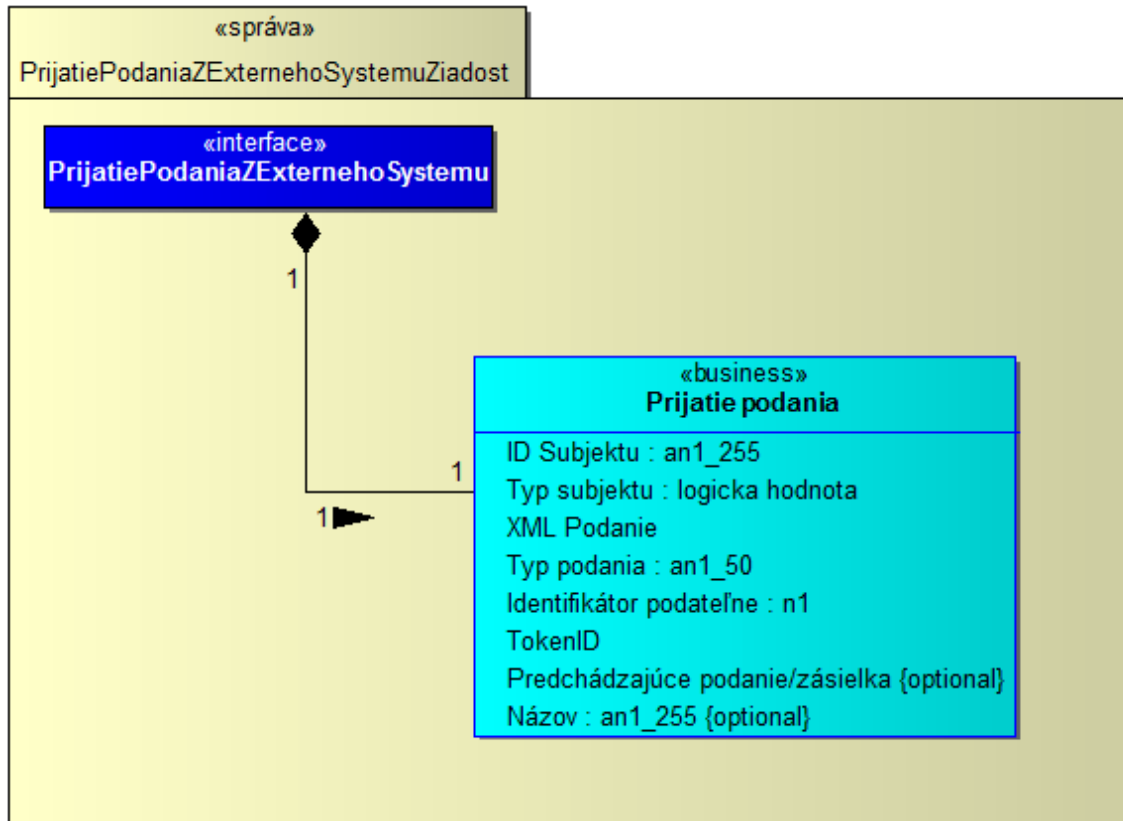 «správa»
PrijatiePodaniaZExternehoSystemuZiadost
«interface»
PrijatiePodaniaZExternehoSystemu
1
1
1
«business»
Prijatie podania
ID Subjektu : an1_255
Typ subjektu : logicka hodnota
XML Podanie
Typ podania : an1_50
Identifikátor podateľne : n1
TokenID
Predchádzajúce podanie/zásielka {optional}
Názov : an1_255 {optional}